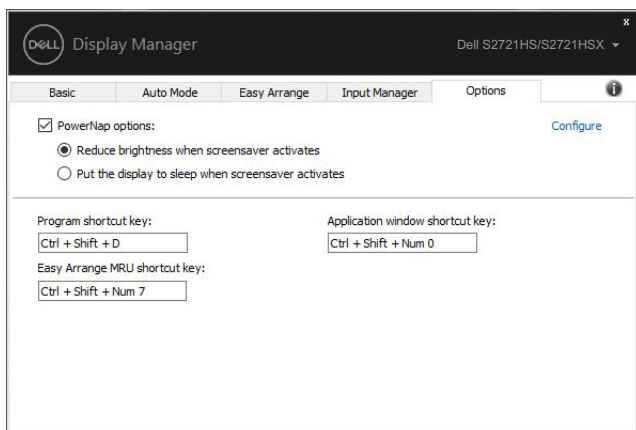 x
DELL Display Manager Dell S2721HS/S2721HSX
Basic Auto Mode Easy Arrange Input Manager Options
PowerNap options: Configure
Reduce brightness when screensaver activates
Put the display to sleep when screensaver activates
Program shortcut key: Application window shortcut key:
Ctrl + Shift + D Ctrl + Shift + Num 0
Easy Arrange MRU shortcut key:
Ctrl + Shift + Num 7